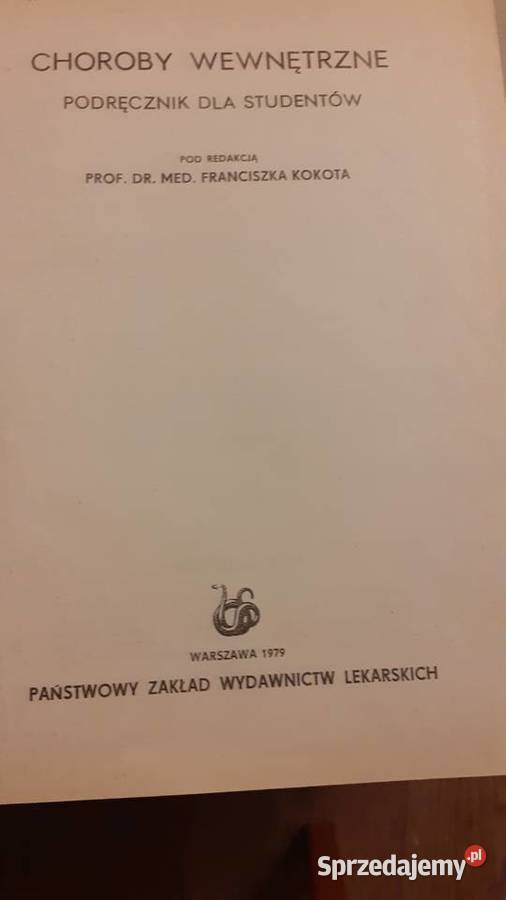 CHOROBY WEWNĘTRZNE
PODRĘCZNIK DLA STUDENTÓW
POD REDAKCJĄ
PROF. DR. MED. FRANCISZKA KOKOTA
WARSZAWA 1979
PAŃSTWOWY ZAKŁAD WYDAWNICTW LEKARSKICH
Sprzedajemy.pl